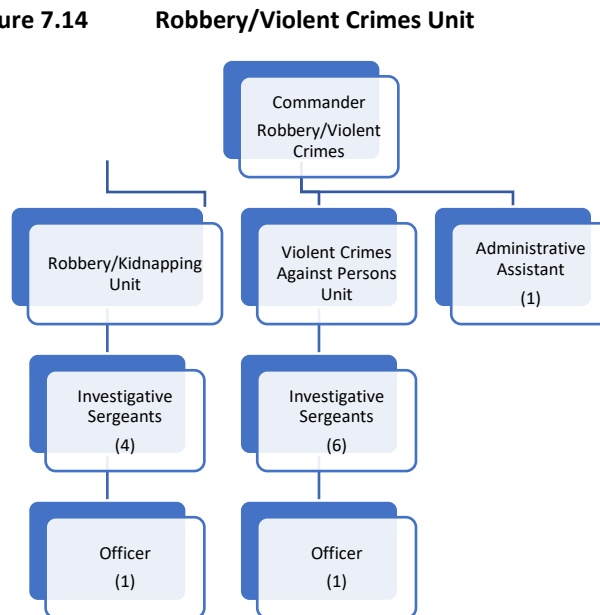 ure 7.14 Robbery/Violent Crimes Unit
Commander
Robbery/Violent
Crimes
Robbery/Kidnapping
Unit
Violent Crimes
Against Persons
Unit
Administrative
Assistant
(1)
Investigative
Sergeants
(4)
Investigative
Sergeants
(6)
Officer
(1)
Officer
(1)